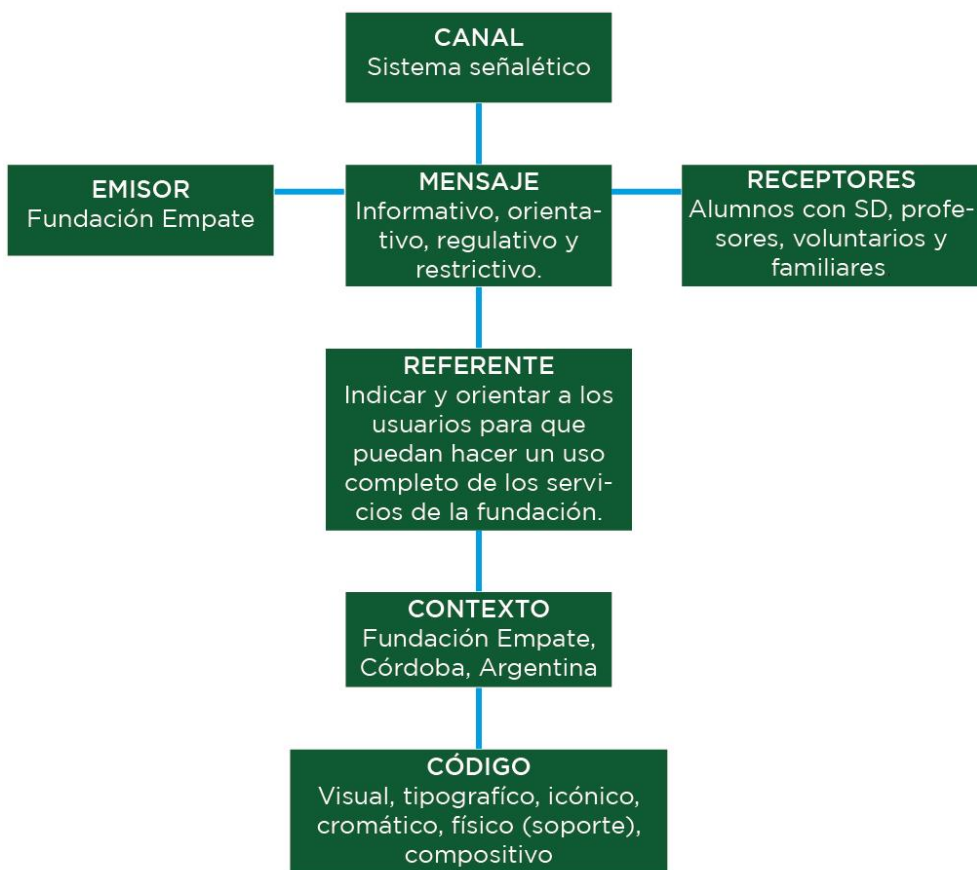 CANAL
Sistema señalético
EMISOR
Fundación Empate
MENSAJE
Informativo, orienta-
tivo, regulativo y
restrictivo.
RECEPTORES
Alumnos con SD, profe-
sores, voluntarios y
familiares
REFERENTE
Indicar y orientar a los
usuarios para que
puedan hacer un uso
completo de los servi-
cios de la fundación.
CONTEXTO
Fundación Empate,
Córdoba, Argentina
CÓDIGO
Visual, tipografíco, icónico,
cromático, físico (soporte),
compositivo